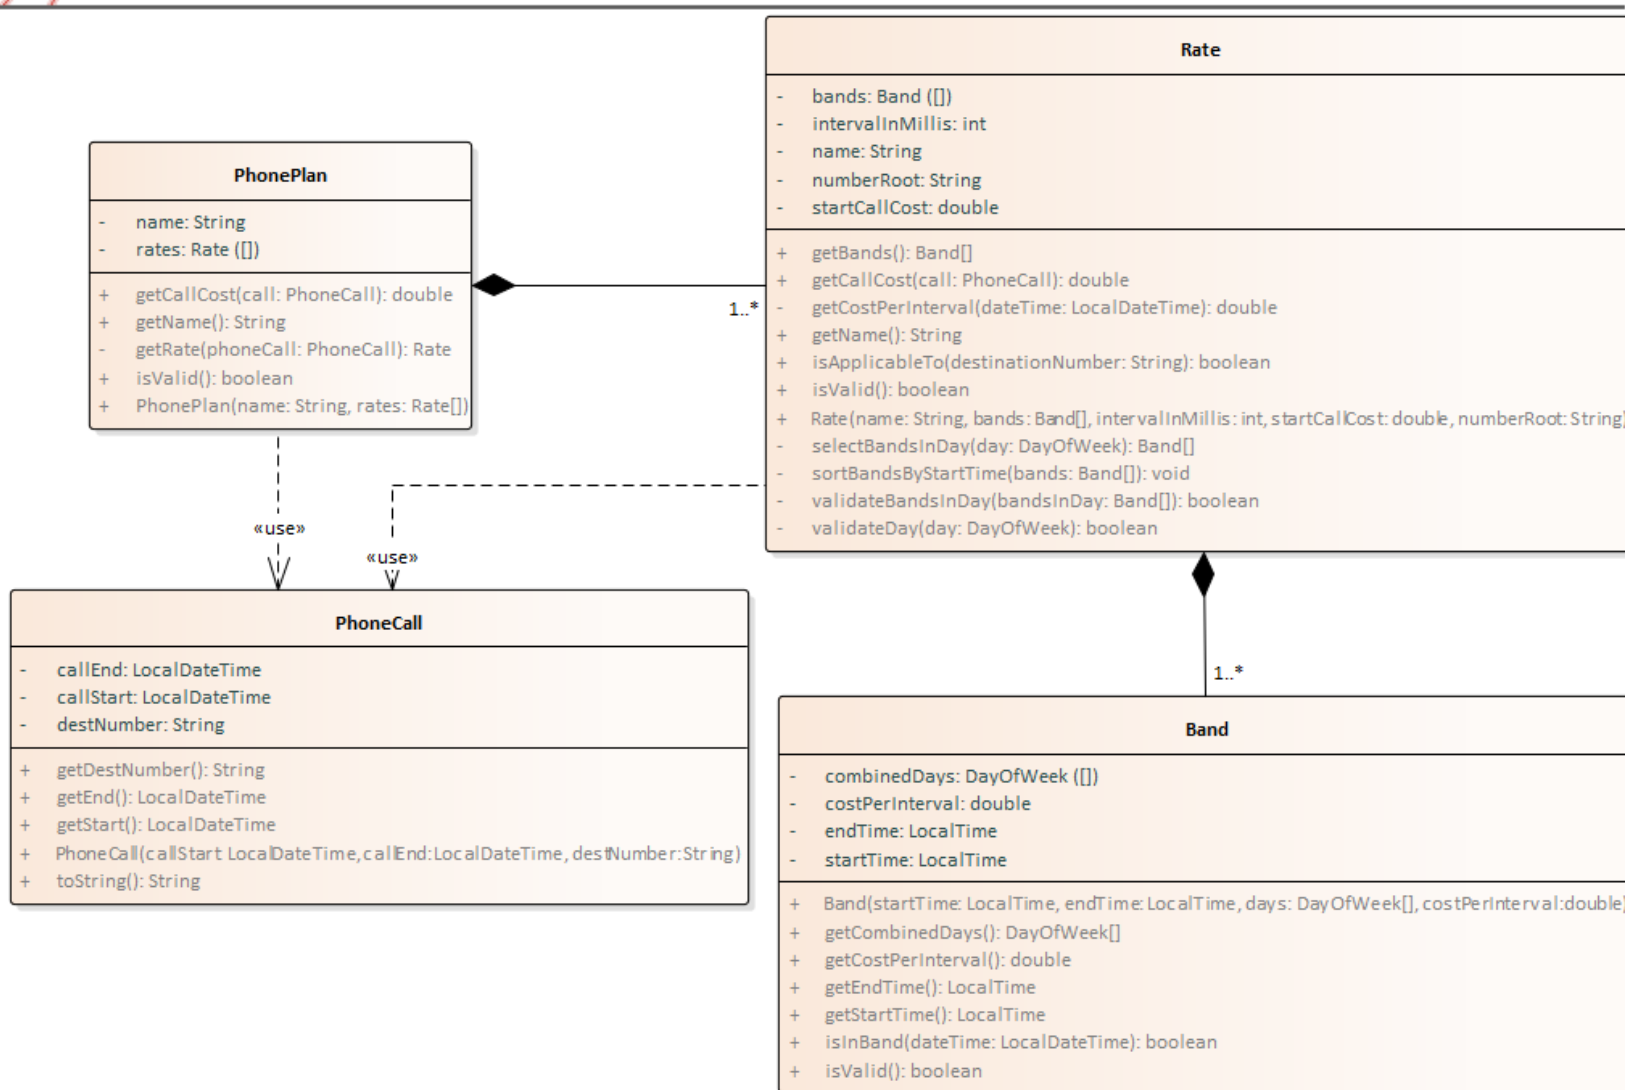 Rate
- bands: Band ([])
- intervalInMillis: int
- name: String
- numberRoot: String
- startCallCost: double
+ getBands(): Band[]
+ getCallCost(call: PhoneCall): double
- getCostPerInterval(dateTime: LocalDateTime): double
+ getName(): String
+ isApplicableTo(destinationNumber: String): boolean
+ isValid(): boolean
+ Rate(name: String, bands: Band[], intervalInMillis: int, startCallCost: double, numberRoot: String)
- selectBandsInDay(day: DayOfWeek): Band[]
- sortBandsByStartTime(bands: Band[]): void
- validateBandsInDay(bandsInDay: Band[]): boolean
- validateDay(day: DayOfWeek): boolean
PhonePlan
- name: String
- rates: Rate ([])
+ getCallCost(call: PhoneCall): double
+ getName(): String
- getRate(phoneCall: PhoneCall): Rate
+ isValid(): boolean
+ PhonePlan(name: String, rates: Rate[])
1..*
«use»
«use»
PhoneCall
- callEnd: LocalDateTime
- callStart: LocalDateTime
- destNumber: String
+ getDestNumber(): String
+ getEnd(): LocalDateTime
+ getStart(): LocalDateTime
+ PhoneCall(callStart LocalDateTime,callEnd:LocalDateTime, destNumber:String)
+ toString(): String
1..*
Band
- combinedDays: DayOfWeek ([])
- costPerInterval: double
- endTime: LocalTime
- startTime: LocalTime
+ Band(startTime: LocalTime, endTime: LocalTime, days: DayOfWeek[], costPerInterval:double)
+ getCombinedDays(): DayOfWeek[]
+ getCostPerInterval(): double
+ getEndTime(): LocalTime
+ getStartTime(): LocalTime
+ isInBand(dateTime: LocalDateTime): boolean
+ isValid(): boolean